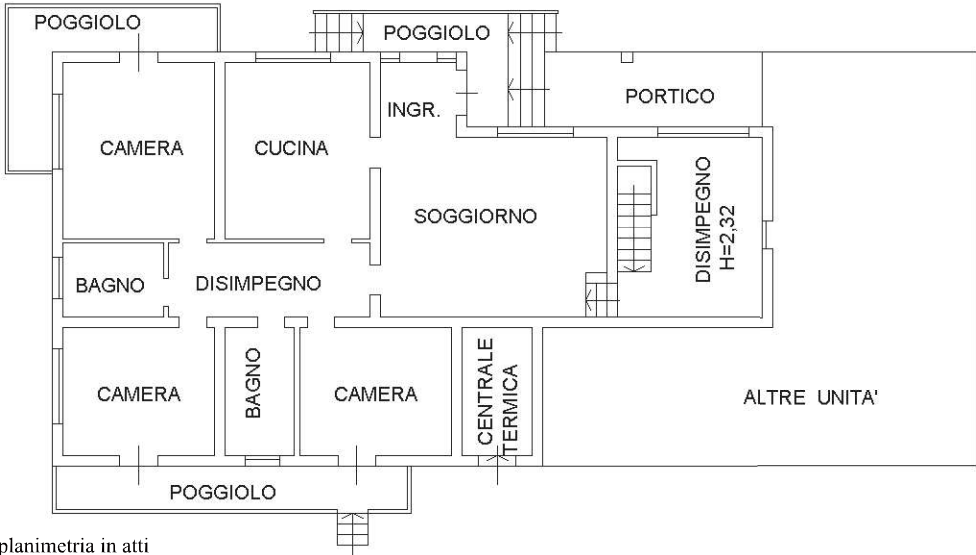 POGGIOLO
POGGIOLO
PORTICO
INGR.
CAMERA
CUCINA
SOGGIORNO
DISIMPEGNO
H=2,32
BAGNO
DISIMPEGNO
CAMERA
BAGNO
CAMERA
CENTRALE
TERMICA
ALTRE UNITA'
POGGIOLO
planimetria in atti